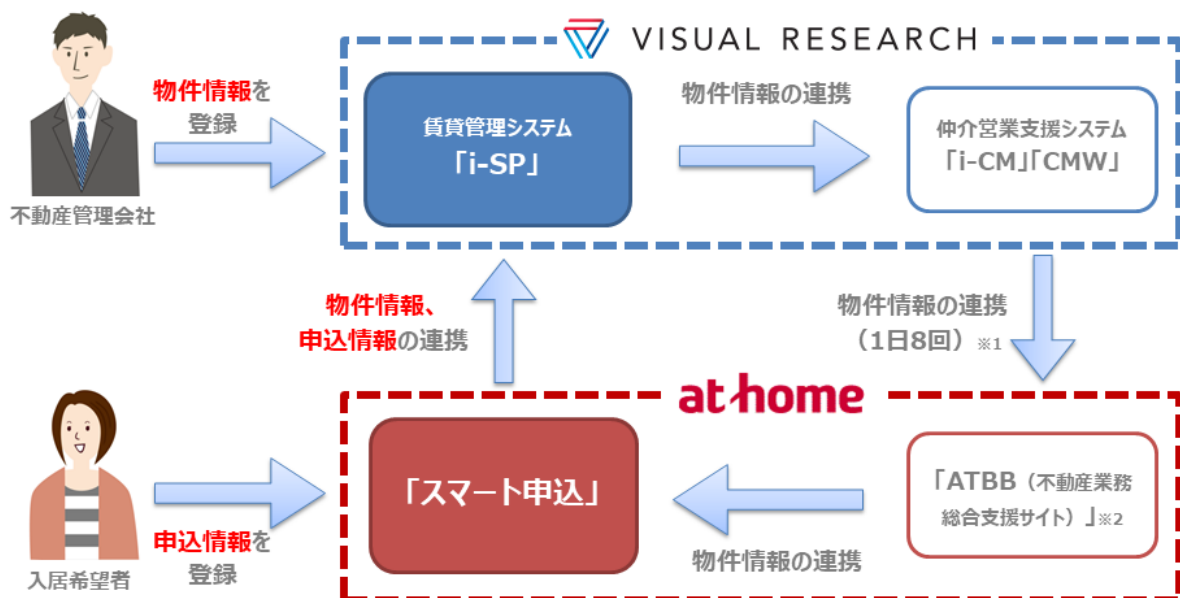 VISUAL RESEARCH
物件情報を
登録
不動産管理会社
賃貸管理システム
「i-SP」
物件情報の連携
仲介営業支援システム
「i-CM」「CMW」
物件情報、
申込情報の連携
物件情報の連携
（1日8回）※1
at home
入居希望者
申込情報を
登録
「スマート申込」
物件情報の連携
「ATBB（不動産業務
総合支援サイト）」※2